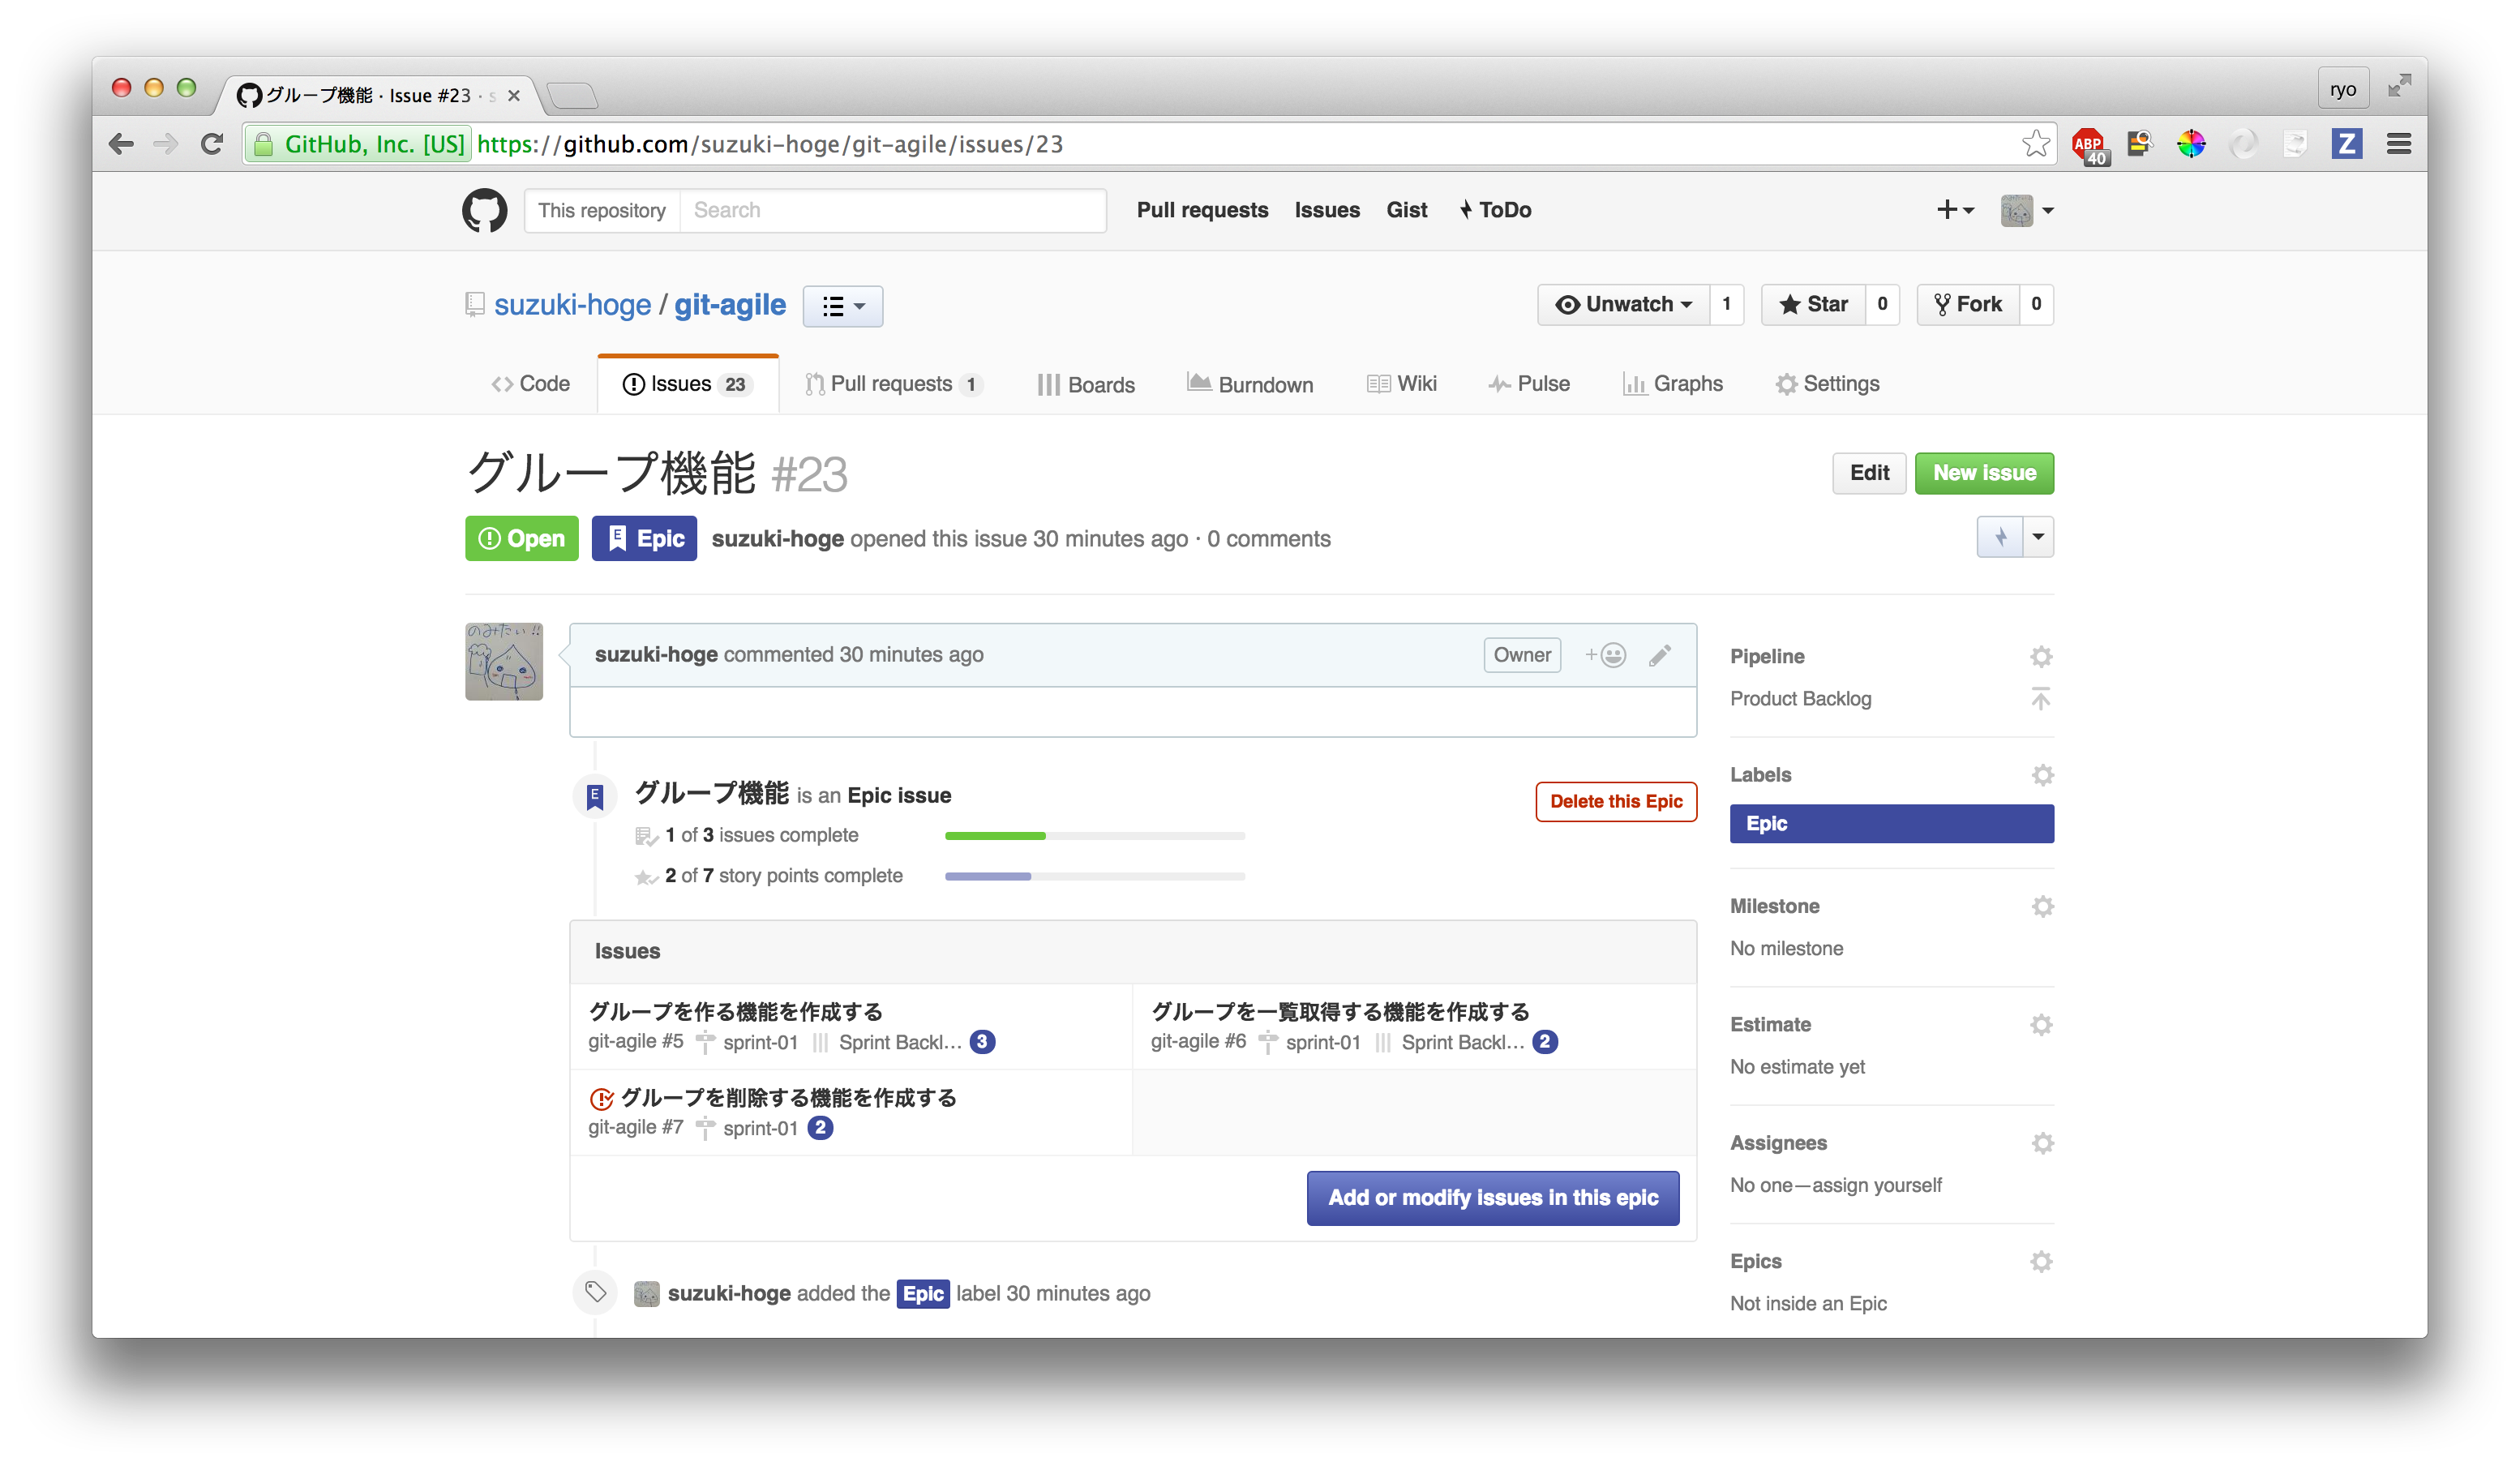 グループ機能 · Issue #23 · s
ryo
GitHub, Inc. [US] https://github.com/suzuki-hoge/git-agile/issues/23
ABP 40 Z
This repository Search Pull requests Issues Gist ToDo
suzuki-hoge / git-agile Unwatch 1 Star 0 Fork 0
Code Issues 23 Pull requests 1 Boards Burndown Wiki Pulse Graphs Settings
グループ機能 #23 Edit New issue
Open E Epic suzuki-hoge opened this issue 30 minutes ago · 0 comments
のみたい!!
suzuki-hoge commented 30 minutes ago Owner
E グループ機能 is an Epic issue Delete this Epic
1 of 3 issues complete
2 of 7 story points complete
Issues
グループを作る機能を作成する
git-agile #5 sprint-01 Sprint Backl... 3
グループを一覧取得する機能を作成する
git-agile #6 sprint-01 Sprint Backl... 2
グループを削除する機能を作成する
git-agile #7 sprint-01 2
Add or modify issues in this epic
suzuki-hoge added the Epic label 30 minutes ago
Pipeline
Product Backlog
Labels
Epic
Milestone
No milestone
Estimate
No estimate yet
Assignees
No one—assign yourself
Epics
Not inside an Epic